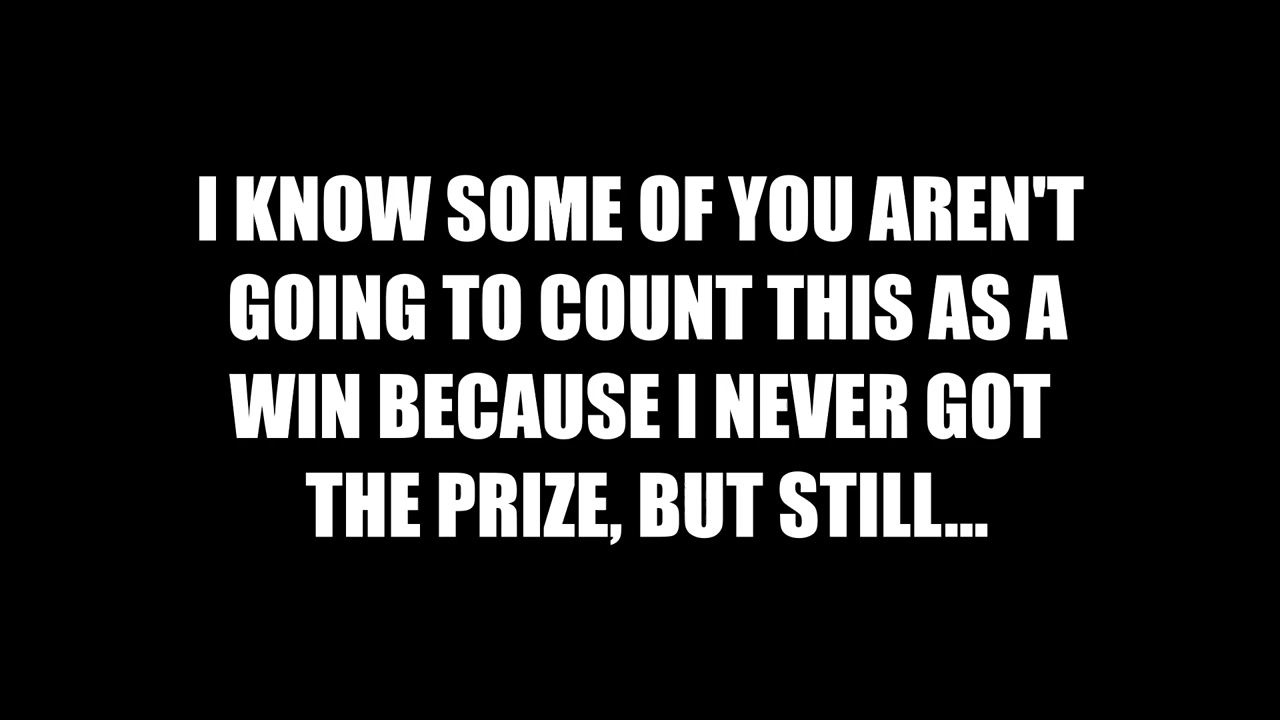 I KNOW SOME OF YOU AREN'T
GOING TO COUNT THIS AS A
WIN BECAUSE I NEVER GOT
THE PRIZE, BUT STILL...